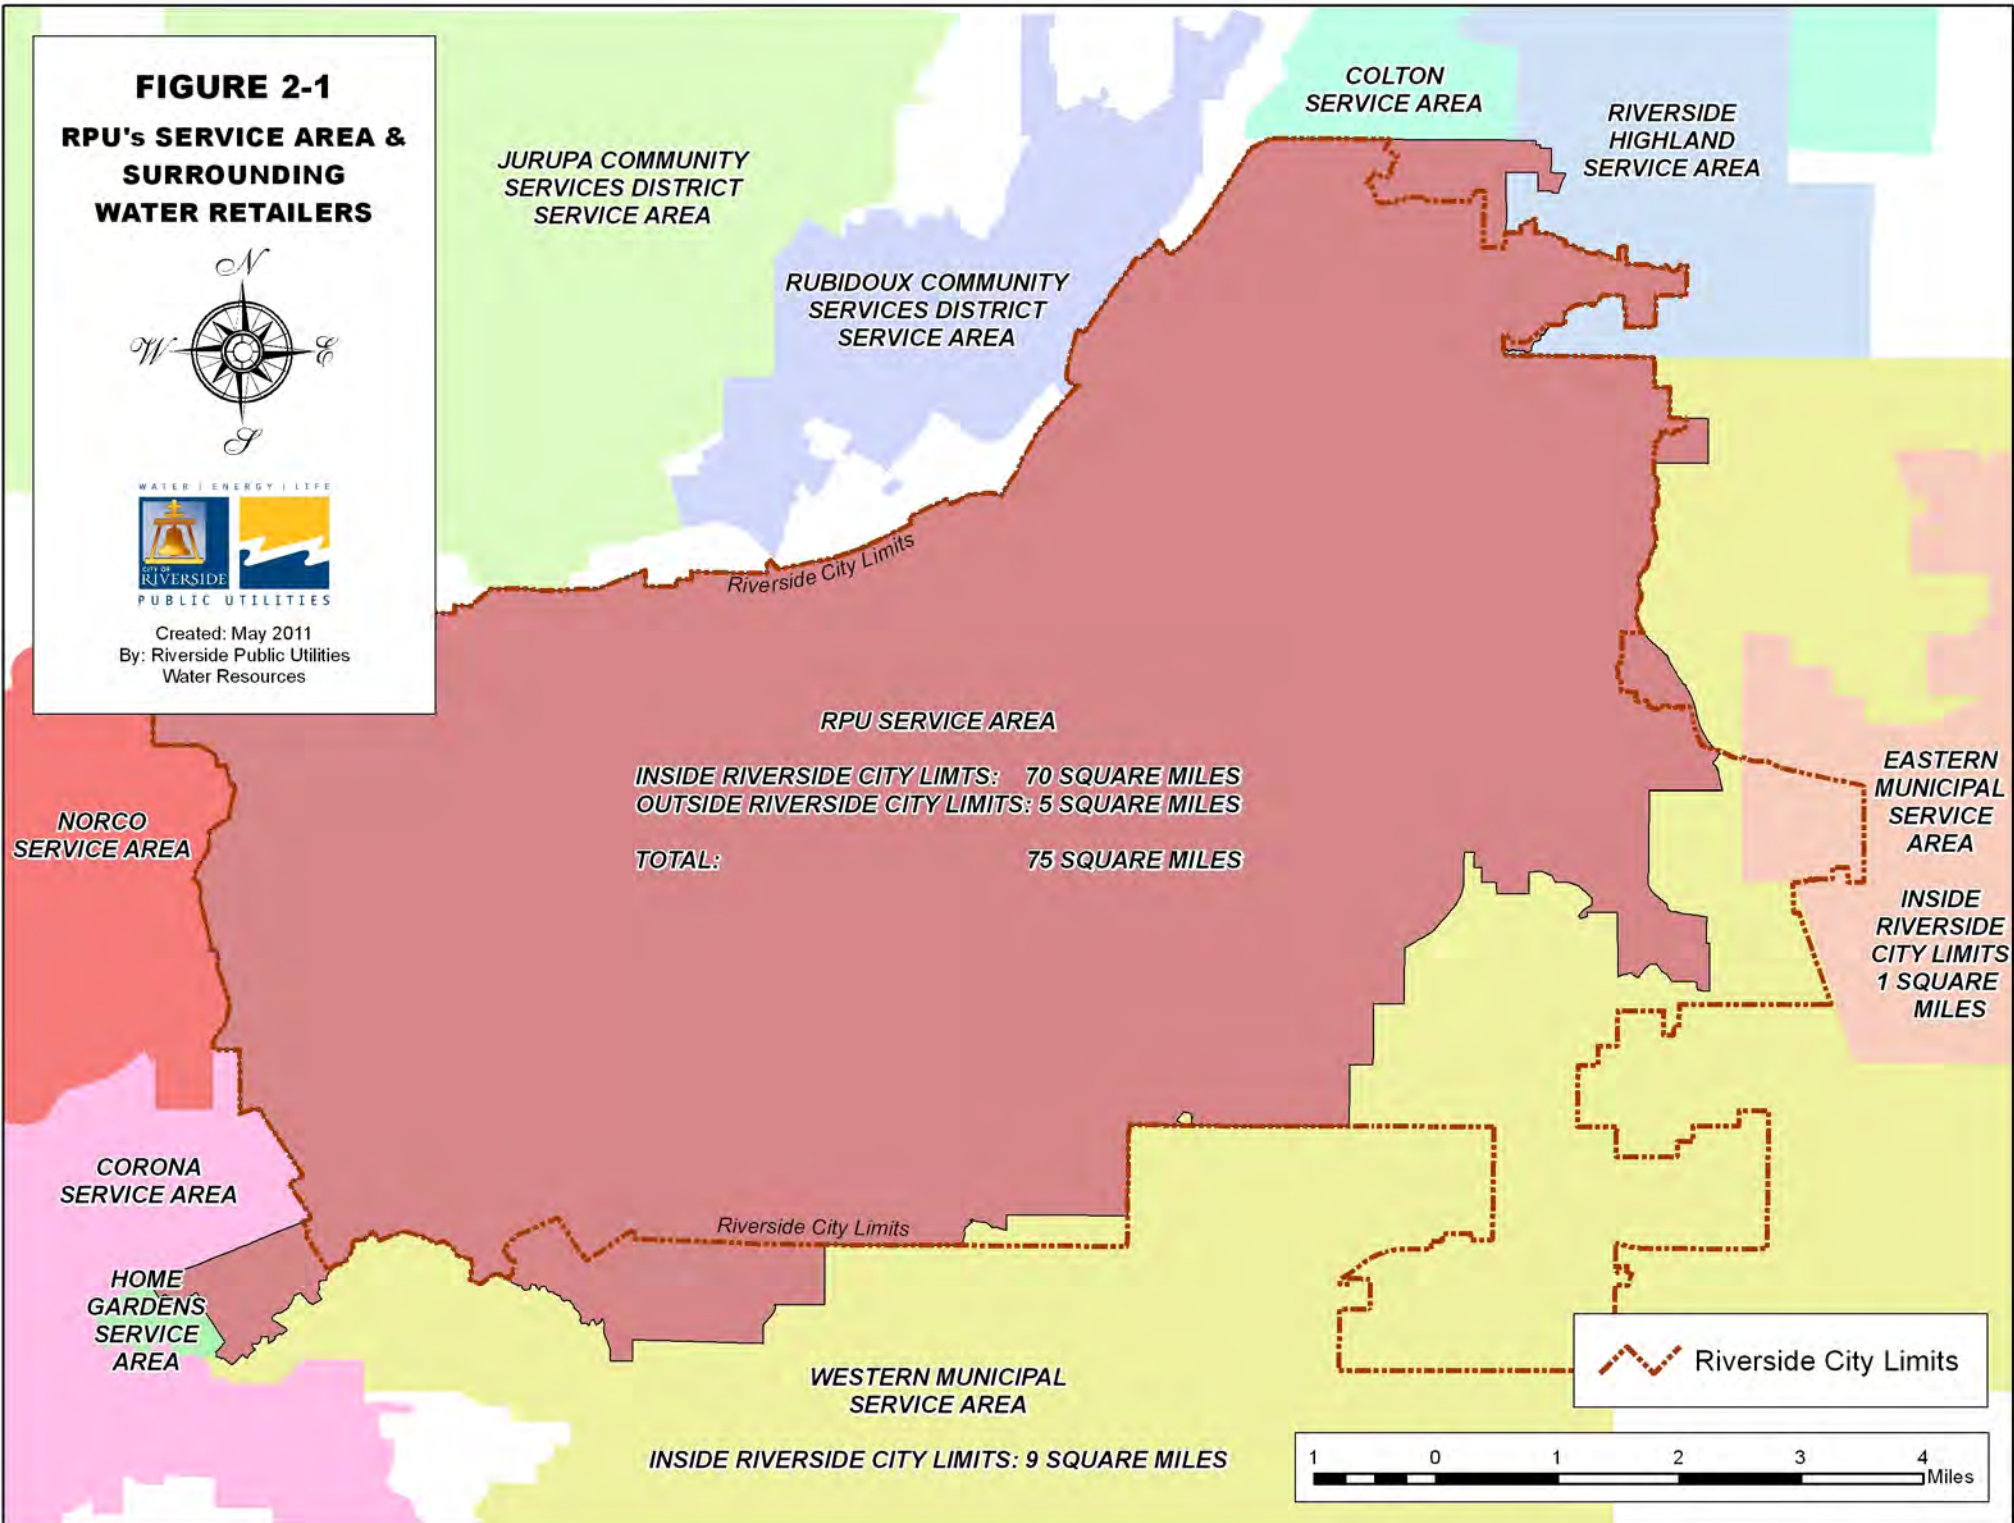 FIGURE 2-1
RPU's SERVICE AREA &
SURROUNDING
WATER RETAILERS
N
W
E
S
WATER | ENERGY | LIFE
CITY OF
RIVERSIDE
PUBLIC UTILITIES
Created: May 2011
By: Riverside Public Utilities
Water Resources
JURUPA COMMUNITY
SERVICES DISTRICT
SERVICE AREA
RUBIDOUX COMMUNITY
SERVICES DISTRICT
SERVICE AREA
COLTON
SERVICE AREA
RIVERSIDE
HIGHLAND
SERVICE AREA
Riverside City Limits
RPU SERVICE AREA
INSIDE RIVERSIDE CITY LIMTS: 70 SQUARE MILES
OUTSIDE RIVERSIDE CITY LIMITS: 5 SQUARE MILES
TOTAL: 75 SQUARE MILES
NORCO
SERVICE AREA
EASTERN
MUNICIPAL
SERVICE
AREA
INSIDE
RIVERSIDE
CITY LIMITS
1 SQUARE
MILES
CORONA
SERVICE AREA
Riverside City Limits
HOME
GARDENS
SERVICE
AREA
WESTERN MUNICIPAL
SERVICE AREA
INSIDE RIVERSIDE CITY LIMITS: 9 SQUARE MILES
Riverside City Limits
1 0 1 2 3 4
Miles